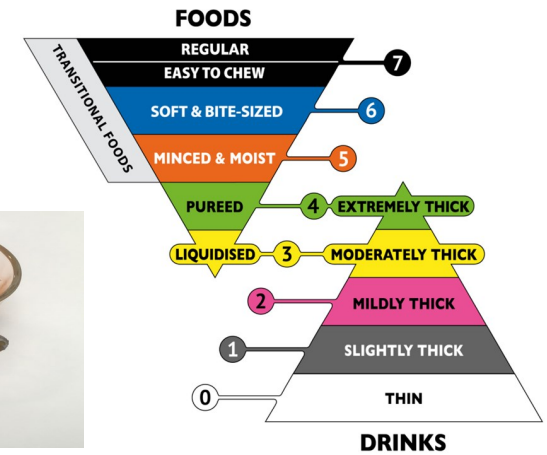 FOODS
REGULAR
EASY TO CHEW
7
TRANSITIONAL FOODS
SOFT & BITE-SIZED
6
MINCED & MOIST
5
PUREED
4
EXTREMELY THICK
LIQUIDISED
3
MODERATELY THICK
2
MILDLY THICK
1
SLIGHTLY THICK
0
THIN
DRINKS